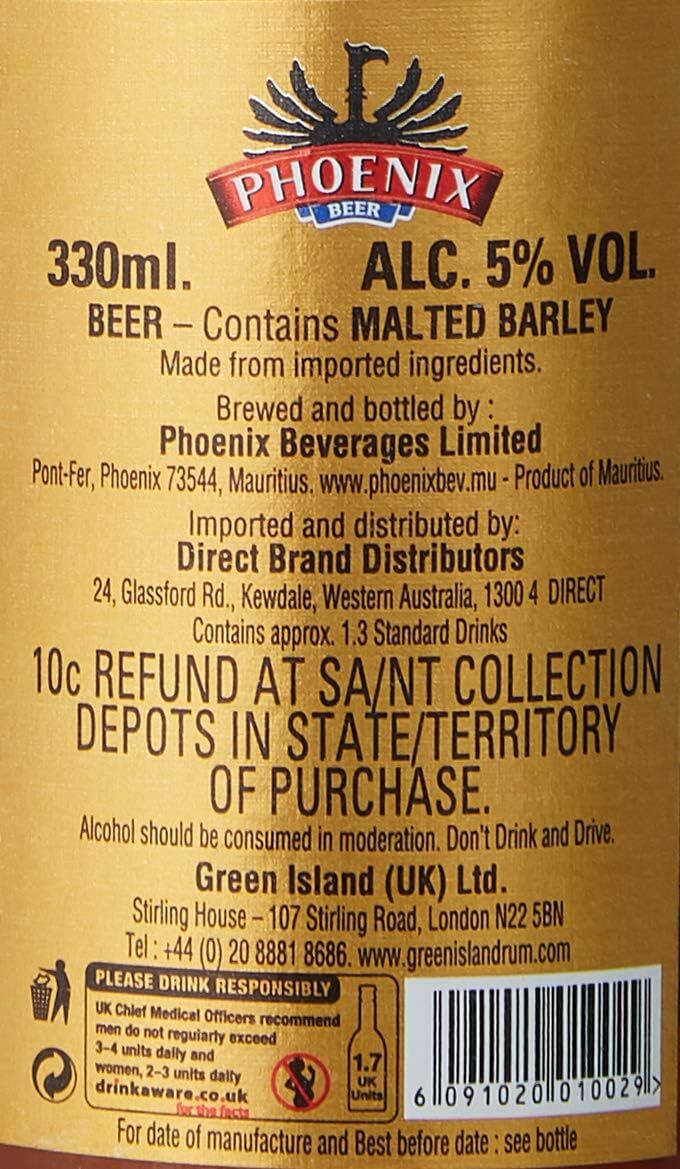 PHOENIX
BEER
330ml. ALC. 5% VOL.
BEER – Contains MALTED BARLEY
Made from imported ingredients.
Brewed and bottled by :
Phoenix Beverages Limited
Pont-Fer, Phoenix 73544, Mauritius. www.phoenixbev.mu - Product of Mauritius.
Imported and distributed by:
Direct Brand Distributors
24, Glassford Rd., Kewdale, Western Australia, 1300 4 DIRECT
Contains approx. 1.3 Standard Drinks
10c REFUND AT SA/NT COLLECTION
DEPOTS IN STATE/TERRITORY
OF PURCHASE.
Alcohol should be consumed in moderation. Don't Drink and Drive.
Green Island (UK) Ltd.
Stirling House – 107 Stirling Road, London N22 5BN
Tel : +44 (0) 20 8881 8686. www.greenislandrum.com
PLEASE DRINK RESPONSIBLY
UK Chief Medical Officers recommend
men do not regularly exceed
3-4 units daily and
women, 2-3 units daily
drinkaware.co.uk
for the facts
1.7
UK
Units
6 091020 010029 >
For date of manufacture and Best before date : see bottle